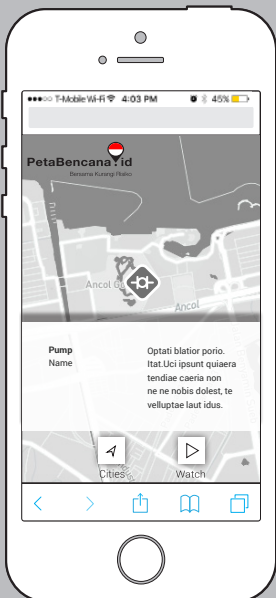 T-Mobile Wi-Fi 4:03 PM 45%
PetaBencana.id
Bersama Kurangi Risiko
Ancol
Pump
Name
Optati blatior porio.
Itat.Uci ipsunt quiaera
tendiae caeria non
ne ne nobis dolest, te
velluptae laut idus.
Cities
Watch